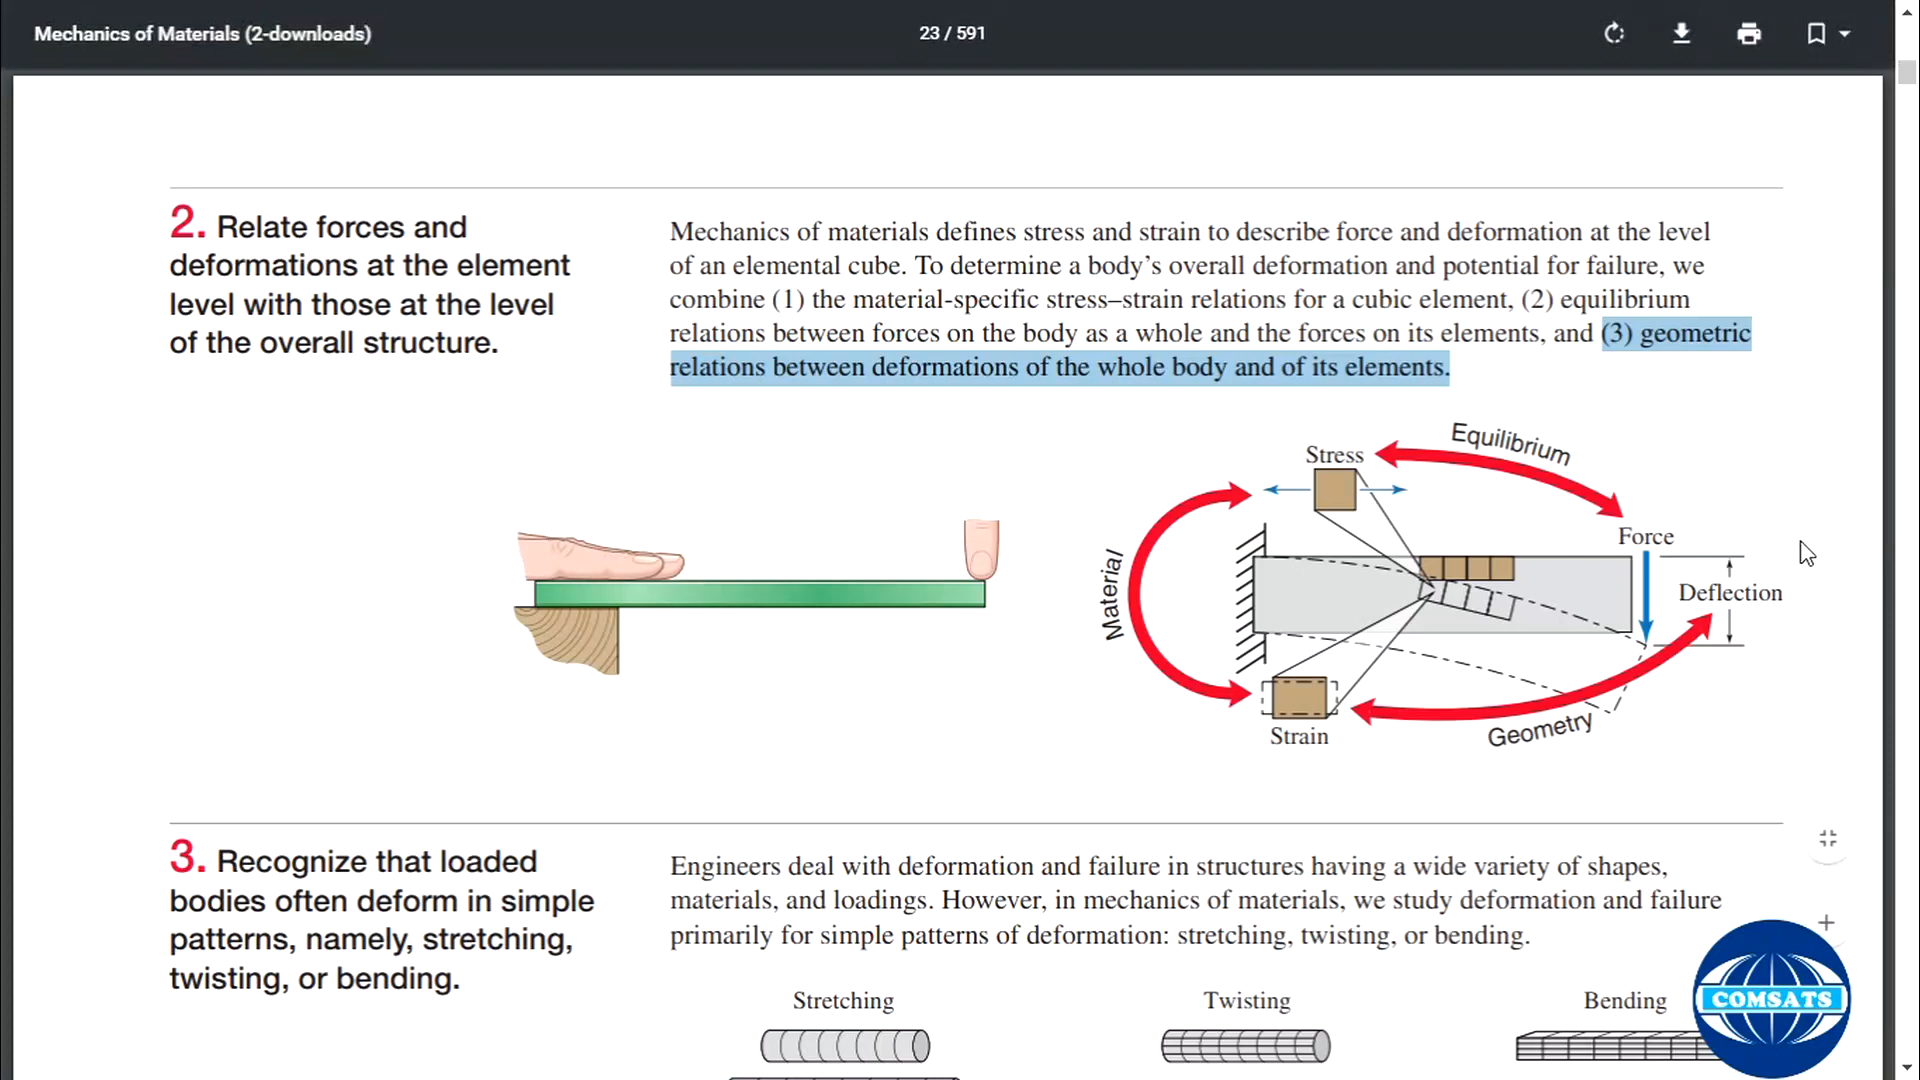 Mechanics of Materials (2-downloads)
23 / 591
2. Relate forces and
deformations at the element
level with those at the level
of the overall structure.
Mechanics of materials defines stress and strain to describe force and deformation at the level
of an elemental cube. To determine a body’s overall deformation and potential for failure, we
combine (1) the material-specific stress–strain relations for a cubic element, (2) equilibrium
relations between forces on the body as a whole and the forces on its elements, and (3) geometric
relations between deformations of the whole body and of its elements.
Equilibrium
Stress
Force
Material
Deflection
Strain
Geometry
3. Recognize that loaded
bodies often deform in simple
patterns, namely, stretching,
twisting, or bending.
Engineers deal with deformation and failure in structures having a wide variety of shapes,
materials, and loadings. However, in mechanics of materials, we study deformation and failure
primarily for simple patterns of deformation: stretching, twisting, or bending.
Stretching
Twisting
Bending
COMSATS